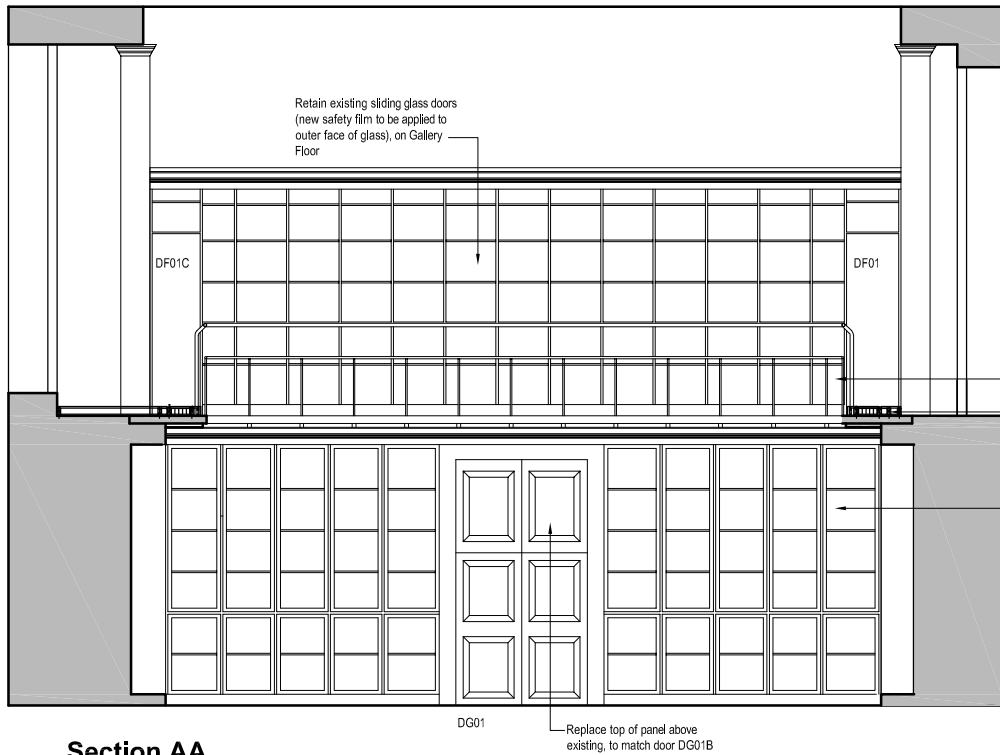 Retain existing sliding glass doors
(new safety film to be applied to
outer face of glass), on Gallery
Floor
DF01C
DF01
DG01
Replace top of panel above
existing, to match door DG01B
Section AA